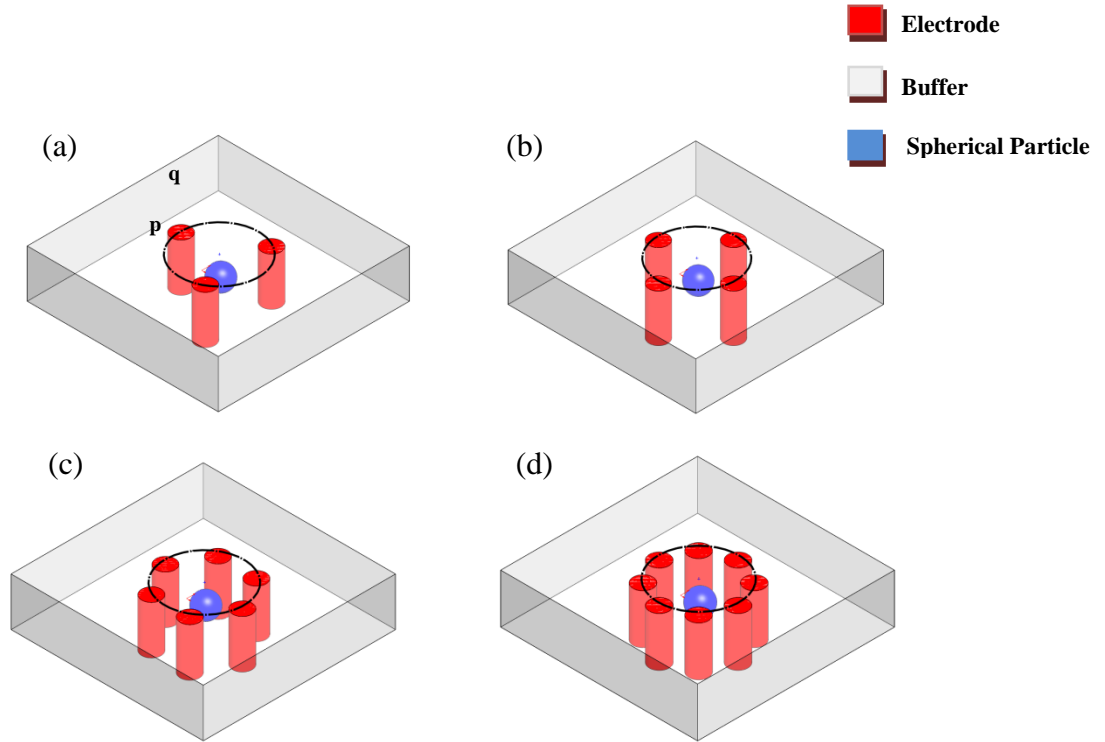 Electrode
Buffer
Spherical Particle
(a)
(b)
q
p
(c)
(d)